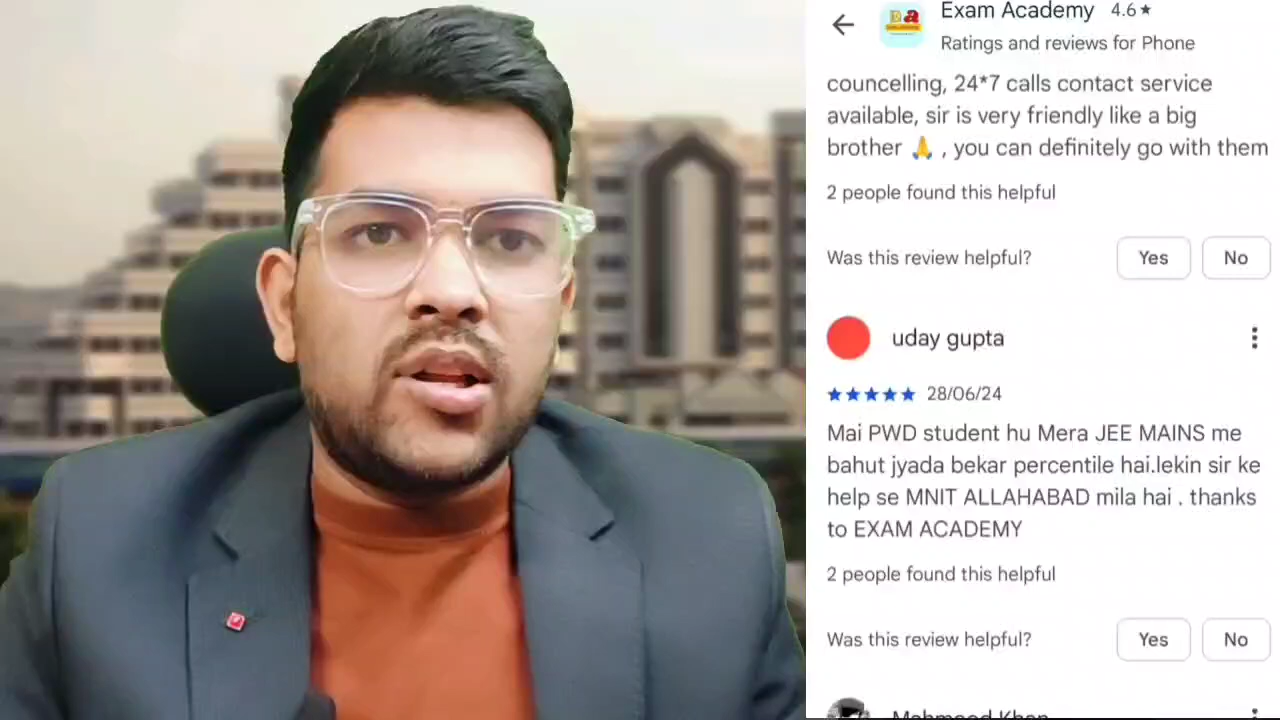 Exam Academy 4.6★
Ratings and reviews for Phone
councelling, 24*7 calls contact service
available, sir is very friendly like a big
brother 🙏 , you can definitely go with them
2 people found this helpful
Was this review helpful? Yes No
uday gupta
★★★★★ 28/06/24
Mai PWD student hu Mera JEE MAINS me
bahut jyada bekar percentile hai.lekin sir ke
help se MNIT ALLAHABAD mila hai . thanks
to EXAM ACADEMY
2 people found this helpful
Was this review helpful? Yes No
Mahmood Khan